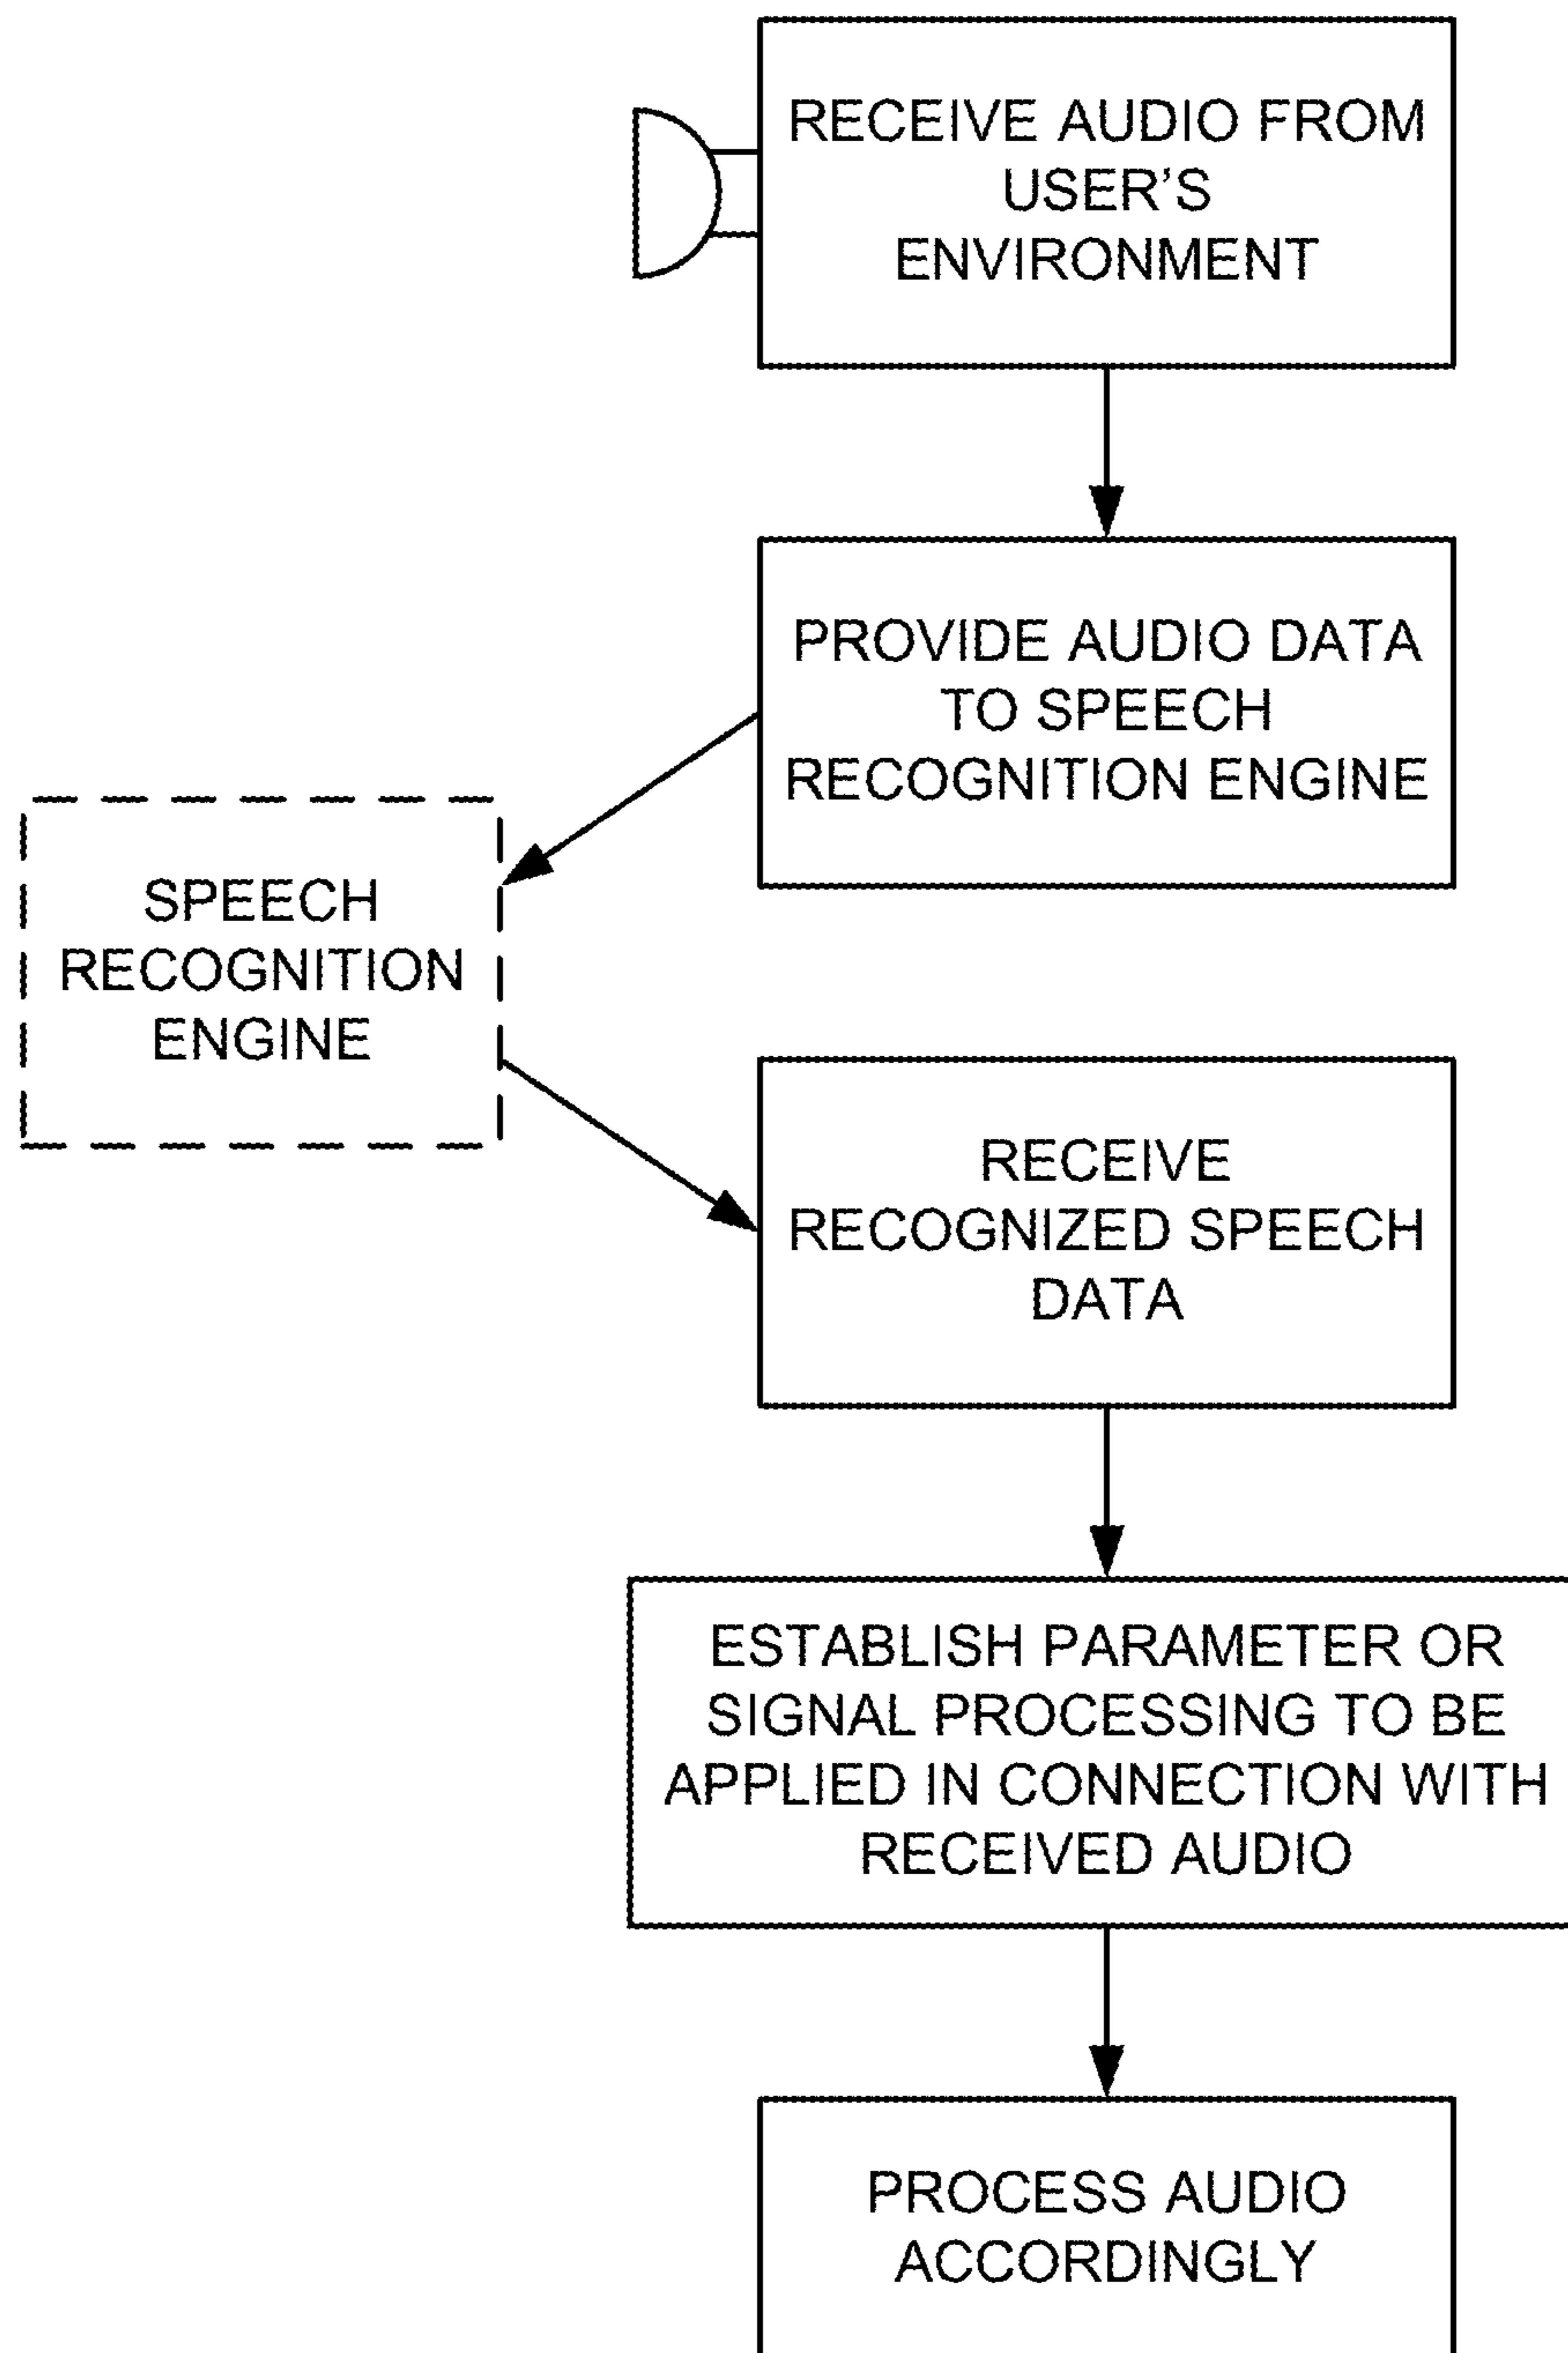 RECEIVE AUDIO FROM
USER'S
ENVIRONMENT
PROVIDE AUDIO DATA
TO SPEECH
RECOGNITION ENGINE
SPEECH
RECOGNITION
ENGINE
RECEIVE
RECOGNIZED SPEECH
DATA
ESTABLISH PARAMETER OR
SIGNAL PROCESSING TO BE
APPLIED IN CONNECTION WITH
RECEIVED AUDIO
PROCESS AUDIO
ACCORDINGLY